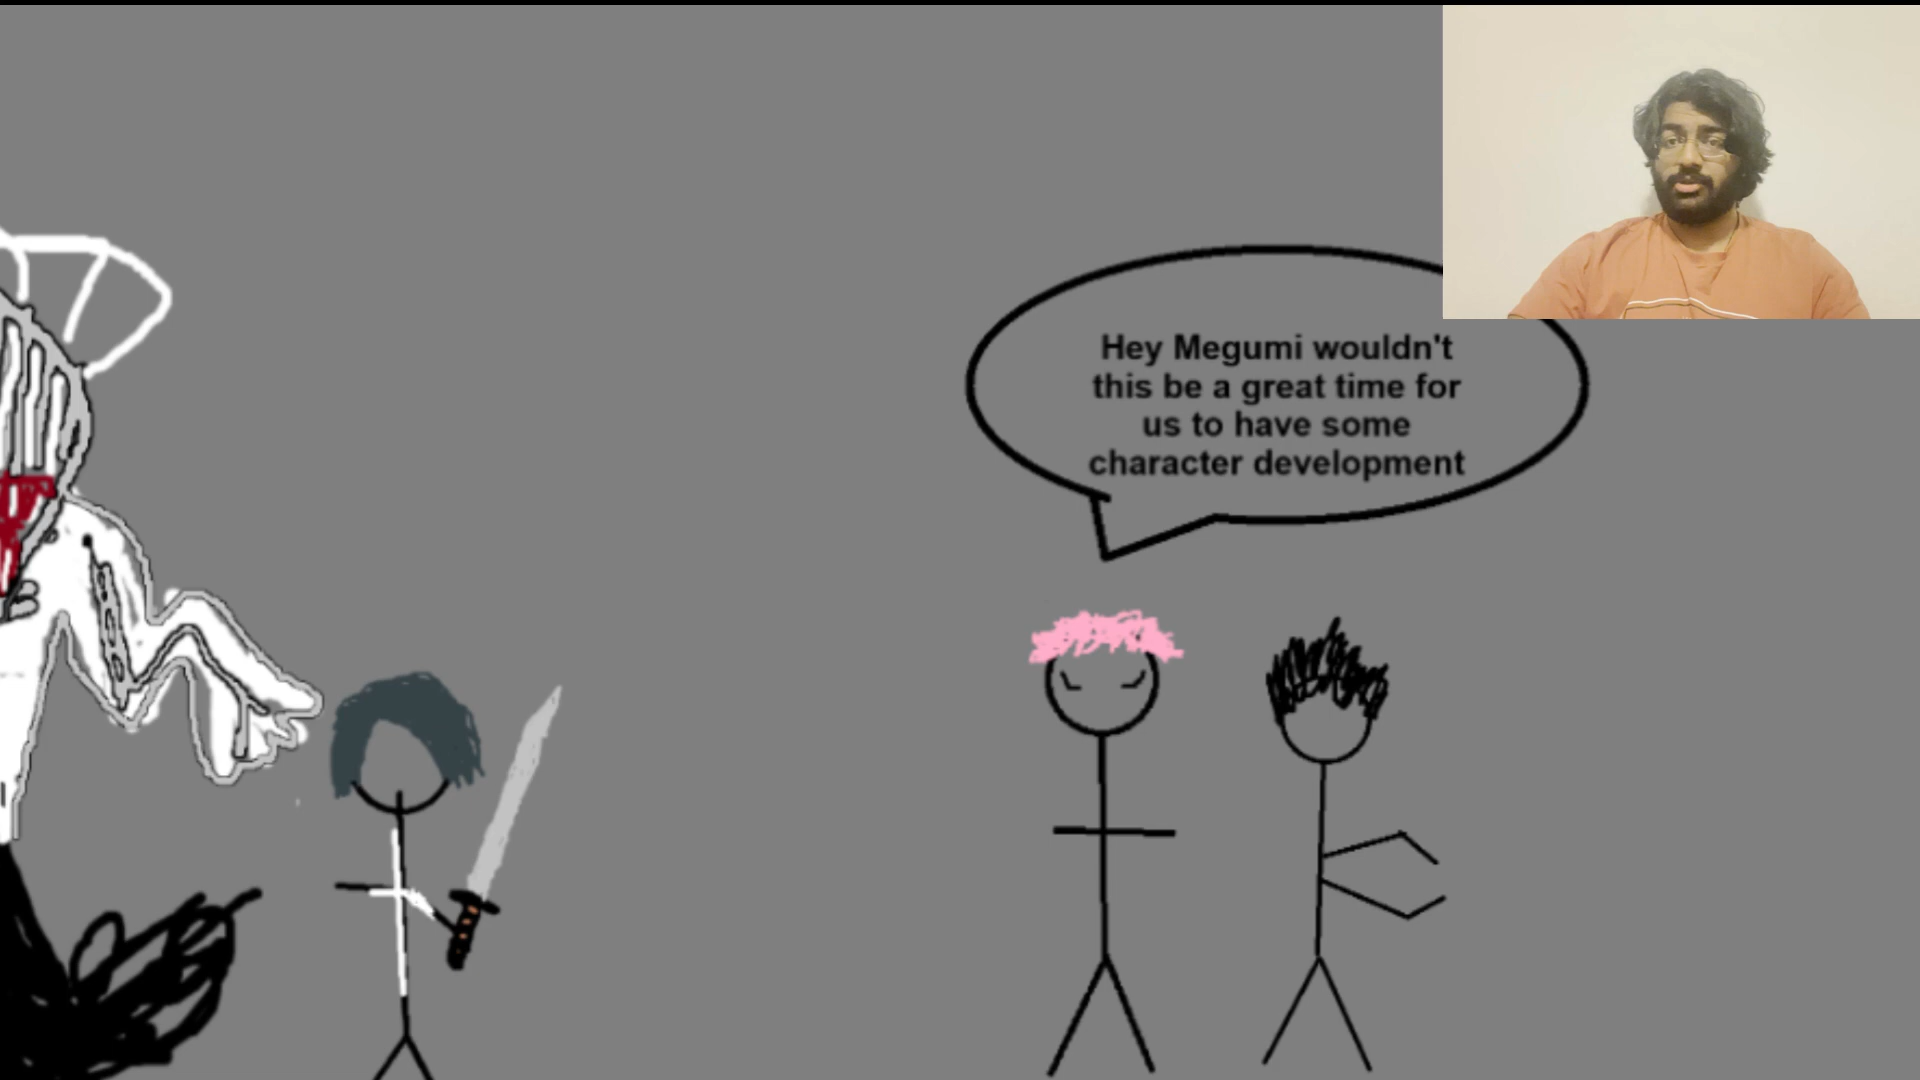 Hey Megumi wouldn't
this be a great time for
us to have some
character development